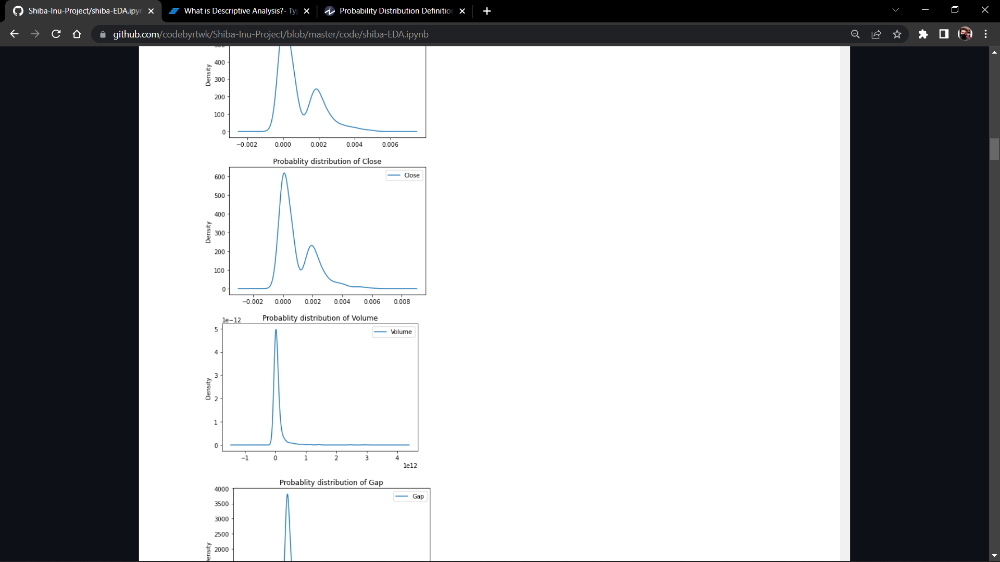 Shiba-Inu-Project/shiba-EDA.ipyn
What is Descriptive Analysis?- Ty
Probability Distribution Definitio
github.com/codebyrtwk/Shiba-Inu-Project/blob/master/code/shiba-EDA.ipynb
400
300
200
100
0
Density
−0.002 0.000 0.002 0.004 0.006
Probablity distribution of Close
Close
600
500
400
300
200
100
0
Density
−0.002 0.000 0.002 0.004 0.006 0.008
1e−12
Probablity distribution of Volume
Volume
5
4
3
2
1
0
Density
−1 0 1 2 3 4
1e12
Probablity distribution of Gap
Gap
4000
3500
3000
2500
2000
ensity